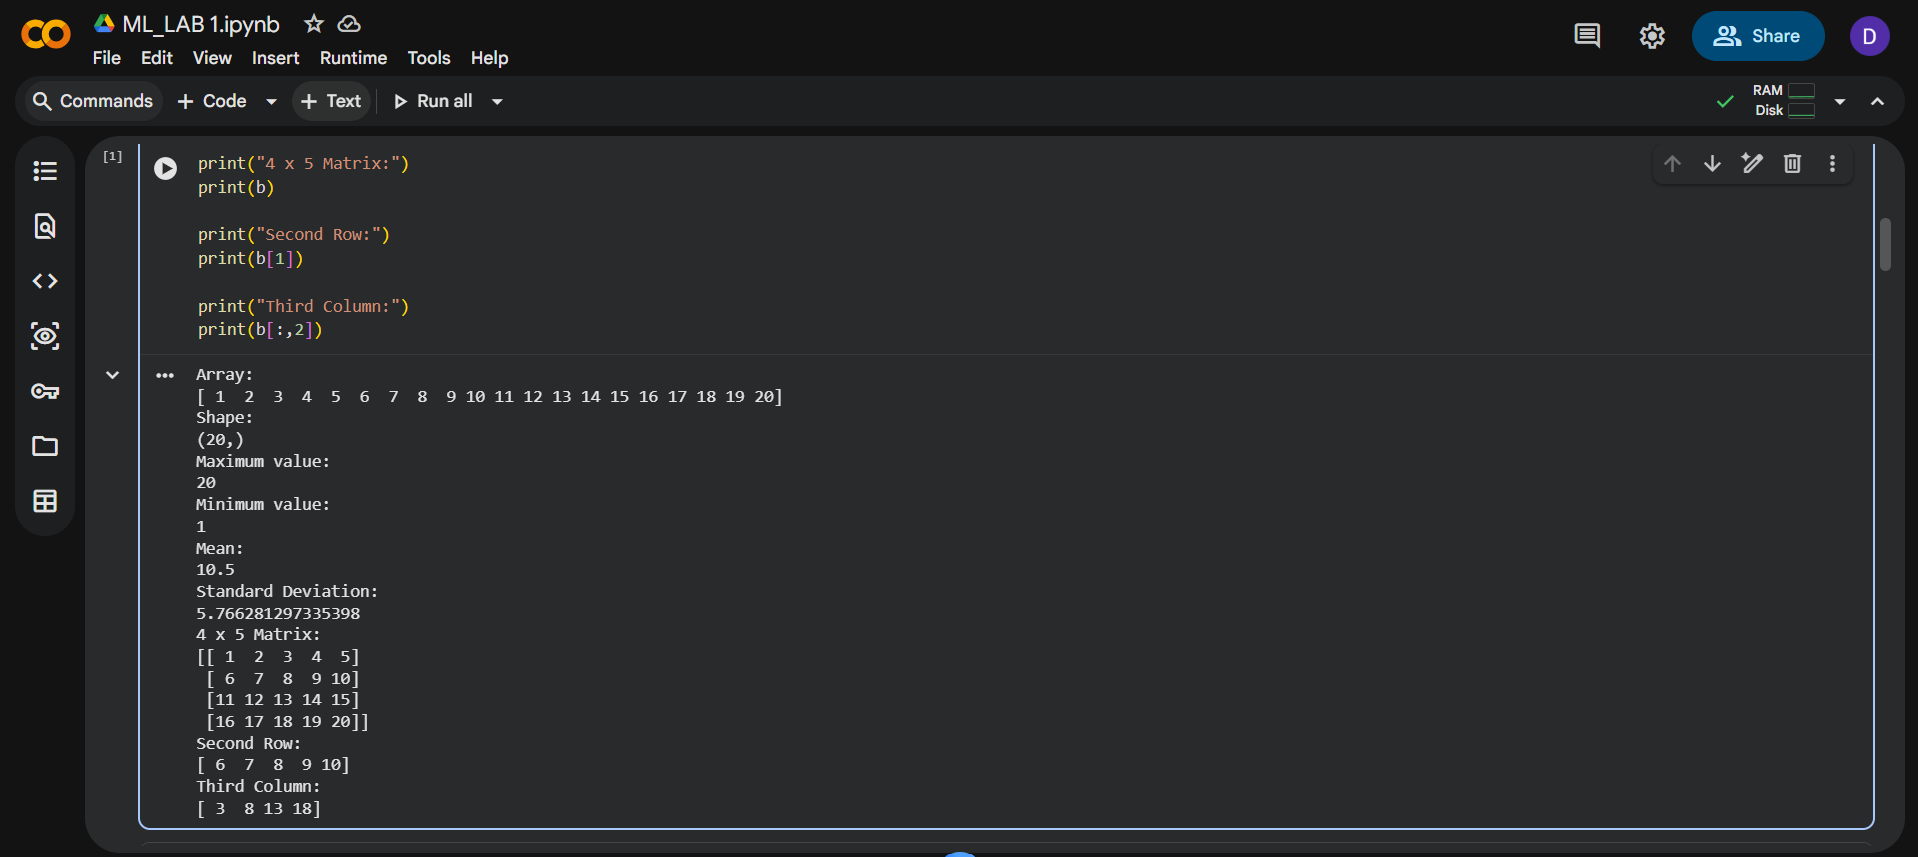 ML_LAB 1.ipynb
File Edit View Insert Runtime Tools Help
Share
D
Commands + Code + Text Run all
RAM
Disk
[1]
print("4 x 5 Matrix:")
print(b)
print("Second Row:")
print(b[1])
print("Third Column:")
print(b[:,2])
Array:
[ 1  2  3  4  5  6  7  8  9 10 11 12 13 14 15 16 17 18 19 20]
Shape:
(20,)
Maximum value:
20
Minimum value:
1
Mean:
10.5
Standard Deviation:
5.766281297335398
4 x 5 Matrix:
[[ 1  2  3  4  5]
 [ 6  7  8  9 10]
 [11 12 13 14 15]
 [16 17 18 19 20]]
Second Row:
[ 6  7  8  9 10]
Third Column:
[ 3  8 13 18]